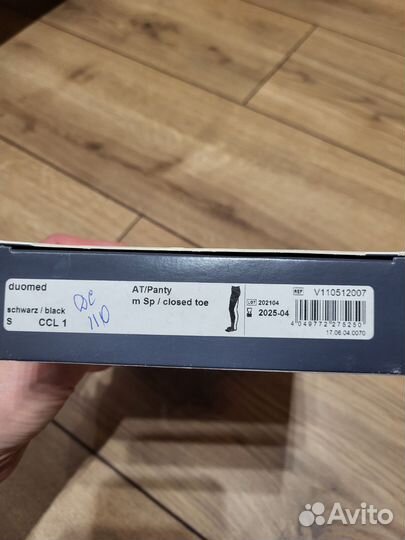 duomed
AT/Panty
m Sp / closed toe
schwarz / black
S CCL 1
LOT 202104
2025-04
REF V110512007
4 049772 275250
17.06.04.0070
Avito